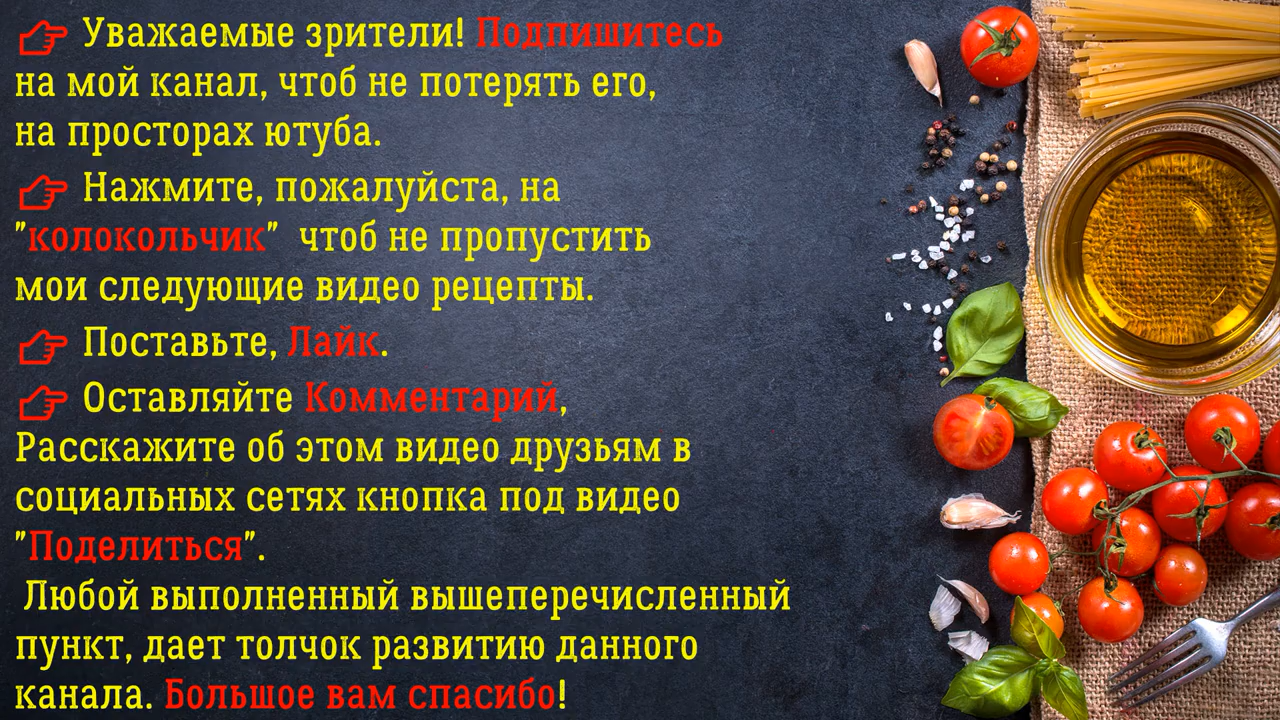 Уважаемые зрители! Подпишитесь
на мой канал, чтоб не потерять его,
на просторах ютуба.
Нажмите, пожалуйста, на
"колокольчик" чтоб не пропустить
мои следующие видео рецепты.
Поставьте, Лайк.
Оставляйте Комментарий,
Расскажите об этом видео друзьям в
социальных сетях кнопка под видео
"Поделиться".
Любой выполненный вышеперечисленный
пункт, дает толчок развитию данного
канала. Большое вам спасибо!